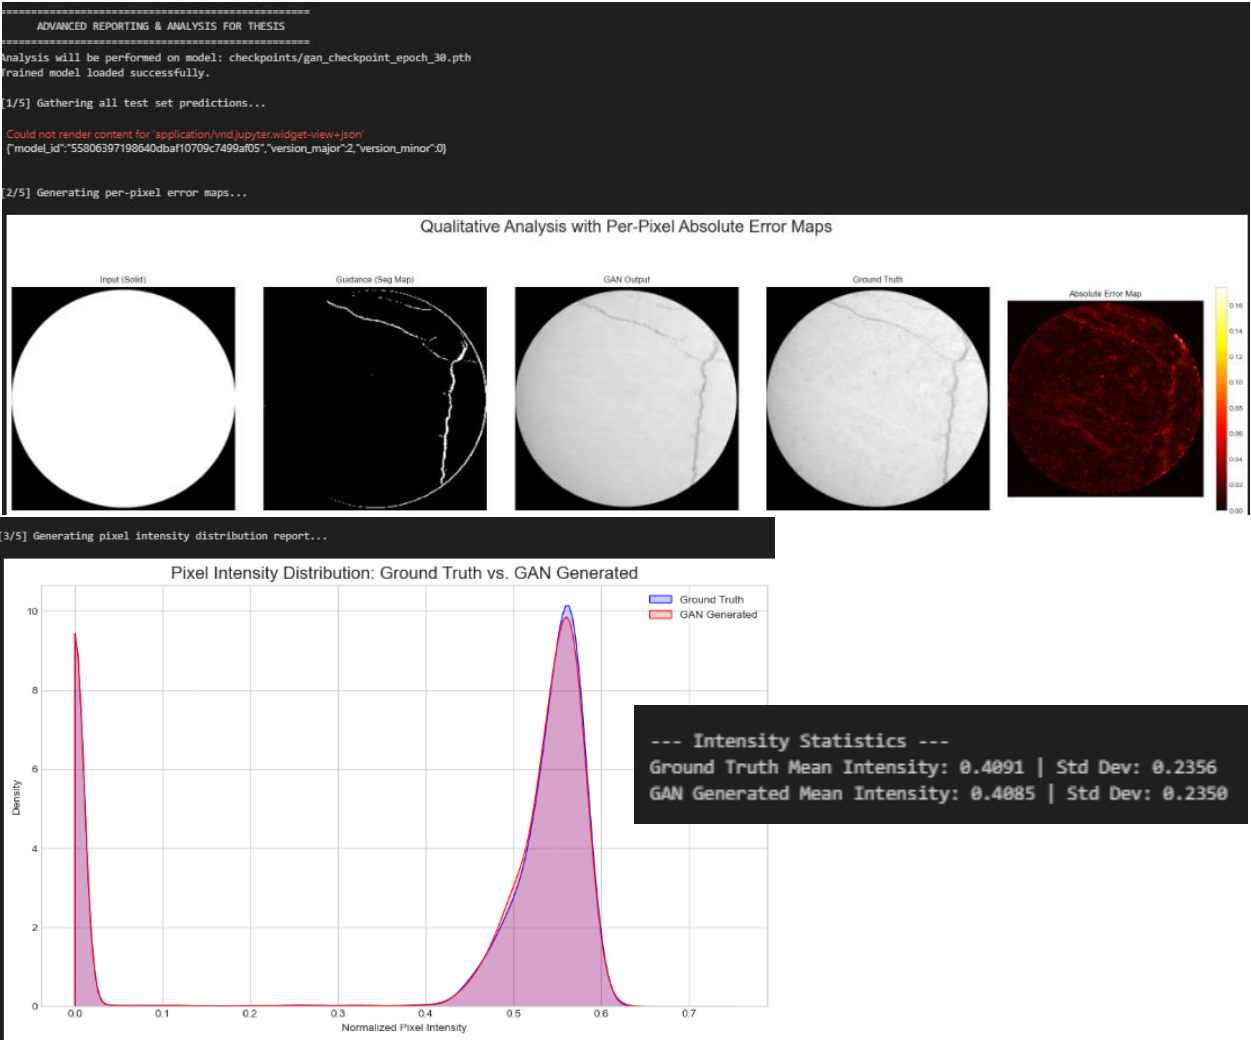 ==================================================
ADVANCED REPORTING & ANALYSIS FOR THESIS
==================================================
Analysis will be performed on model: checkpoints/gan_checkpoint_epoch_30.pth
Trained model loaded successfully.
[1/5] Gathering all test set predictions...
Could not render content for 'application/vnd.jupyter.widget-view+json'
{"model_id":"55806397198640dbaf10709c7499af05","version_major":2,"version_minor":0}
[2/5] Generating per-pixel error maps...
Qualitative Analysis with Per-Pixel Absolute Error Maps
Input (Solid)
Guidance (Seg Map)
GAN Output
Ground Truth
Absolute Error Map
0.16
0.14
0.12
0.10
0.08
0.06
0.04
0.02
0.00
[3/5] Generating pixel intensity distribution report...
Pixel Intensity Distribution: Ground Truth vs. GAN Generated
Ground Truth
GAN Generated
10
8
6
4
2
0
Density
0.0 0.1 0.2 0.3 0.4 0.5 0.6 0.7
Normalized Pixel Intensity
--- Intensity Statistics ---
Ground Truth Mean Intensity: 0.4091 | Std Dev: 0.2356
GAN Generated Mean Intensity: 0.4085 | Std Dev: 0.2350